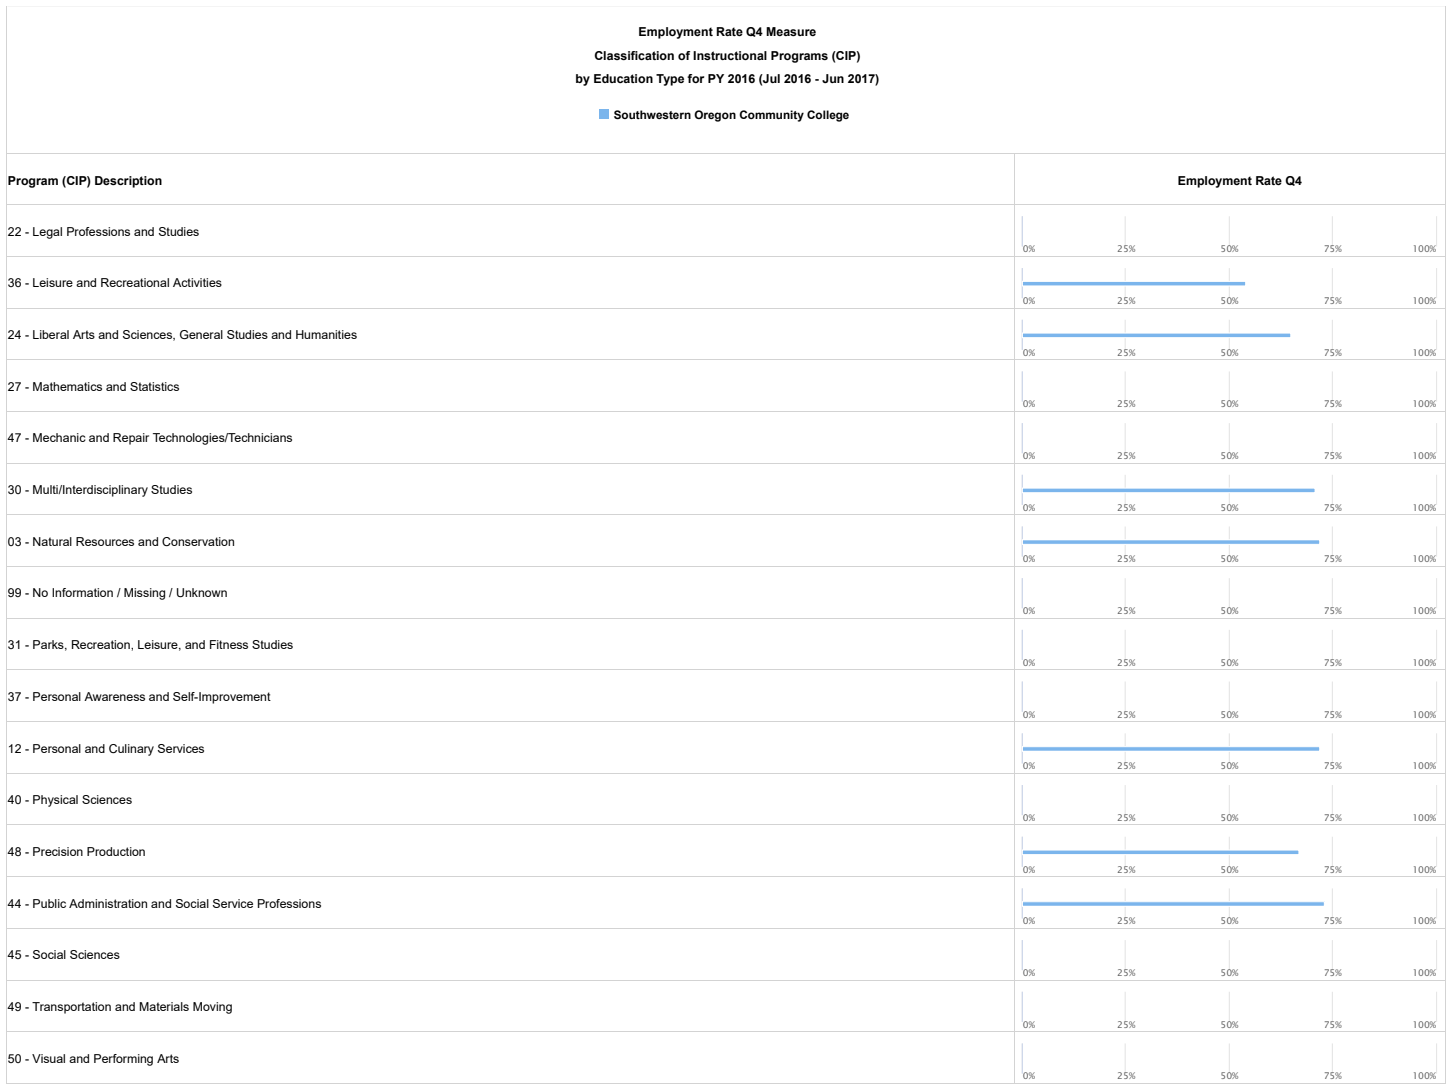 Employment Rate Q4 Measure
Classification of Instructional Programs (CIP)
by Education Type for PY 2016 (Jul 2016 - Jun 2017)
Southwestern Oregon Community College
Program (CIP) Description Employment Rate Q4
22 - Legal Professions and Studies
0% 25% 50% 75% 100%
36 - Leisure and Recreational Activities
0% 25% 50% 75% 100%
24 - Liberal Arts and Sciences, General Studies and Humanities
0% 25% 50% 75% 100%
27 - Mathematics and Statistics
0% 25% 50% 75% 100%
47 - Mechanic and Repair Technologies/Technicians
0% 25% 50% 75% 100%
30 - Multi/Interdisciplinary Studies
0% 25% 50% 75% 100%
03 - Natural Resources and Conservation
0% 25% 50% 75% 100%
99 - No Information / Missing / Unknown
0% 25% 50% 75% 100%
31 - Parks, Recreation, Leisure, and Fitness Studies
0% 25% 50% 75% 100%
37 - Personal Awareness and Self-Improvement
0% 25% 50% 75% 100%
12 - Personal and Culinary Services
0% 25% 50% 75% 100%
40 - Physical Sciences
0% 25% 50% 75% 100%
48 - Precision Production
0% 25% 50% 75% 100%
44 - Public Administration and Social Service Professions
0% 25% 50% 75% 100%
45 - Social Sciences
0% 25% 50% 75% 100%
49 - Transportation and Materials Moving
0% 25% 50% 75% 100%
50 - Visual and Performing Arts
0% 25% 50% 75% 100%